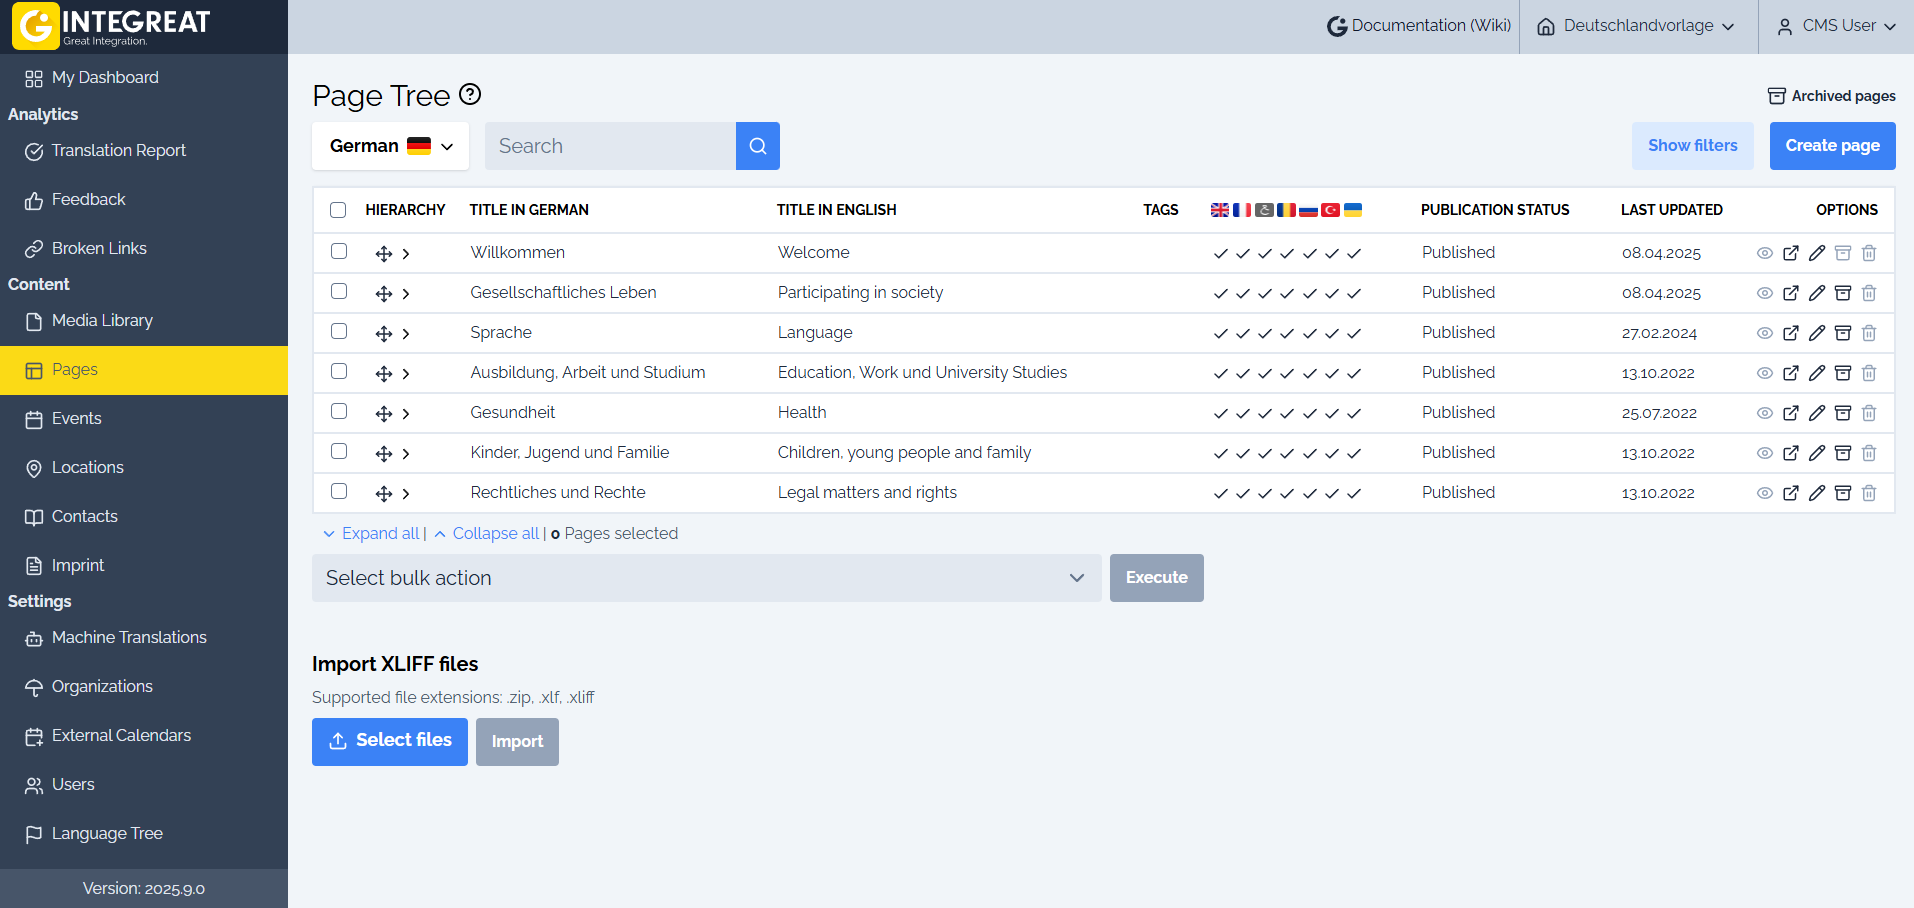 INTEGREAT
Great Integration.
Documentation (Wiki)
Deutschlandvorlage
CMS User
My Dashboard
Analytics
Translation Report
Feedback
Broken Links
Content
Media Library
Pages
Events
Locations
Contacts
Imprint
Settings
Machine Translations
Organizations
External Calendars
Users
Language Tree
Version: 2025.9.0
Page Tree
Archived pages
German
Search
Show filters
Create page
HIERARCHY TITLE IN GERMAN TITLE IN ENGLISH TAGS PUBLICATION STATUS LAST UPDATED OPTIONS
Willkommen Welcome Published 08.04.2025
Gesellschaftliches Leben Participating in society Published 08.04.2025
Sprache Language Published 27.02.2024
Ausbildung, Arbeit und Studium Education, Work und University Studies Published 13.10.2022
Gesundheit Health Published 25.07.2022
Kinder, Jugend und Familie Children, young people and family Published 13.10.2022
Rechtliches und Rechte Legal matters and rights Published 13.10.2022
Expand all | Collapse all | 0 Pages selected
Select bulk action
Execute
Import XLIFF files
Supported file extensions: .zip, .xlf, .xliff
Select files
Import